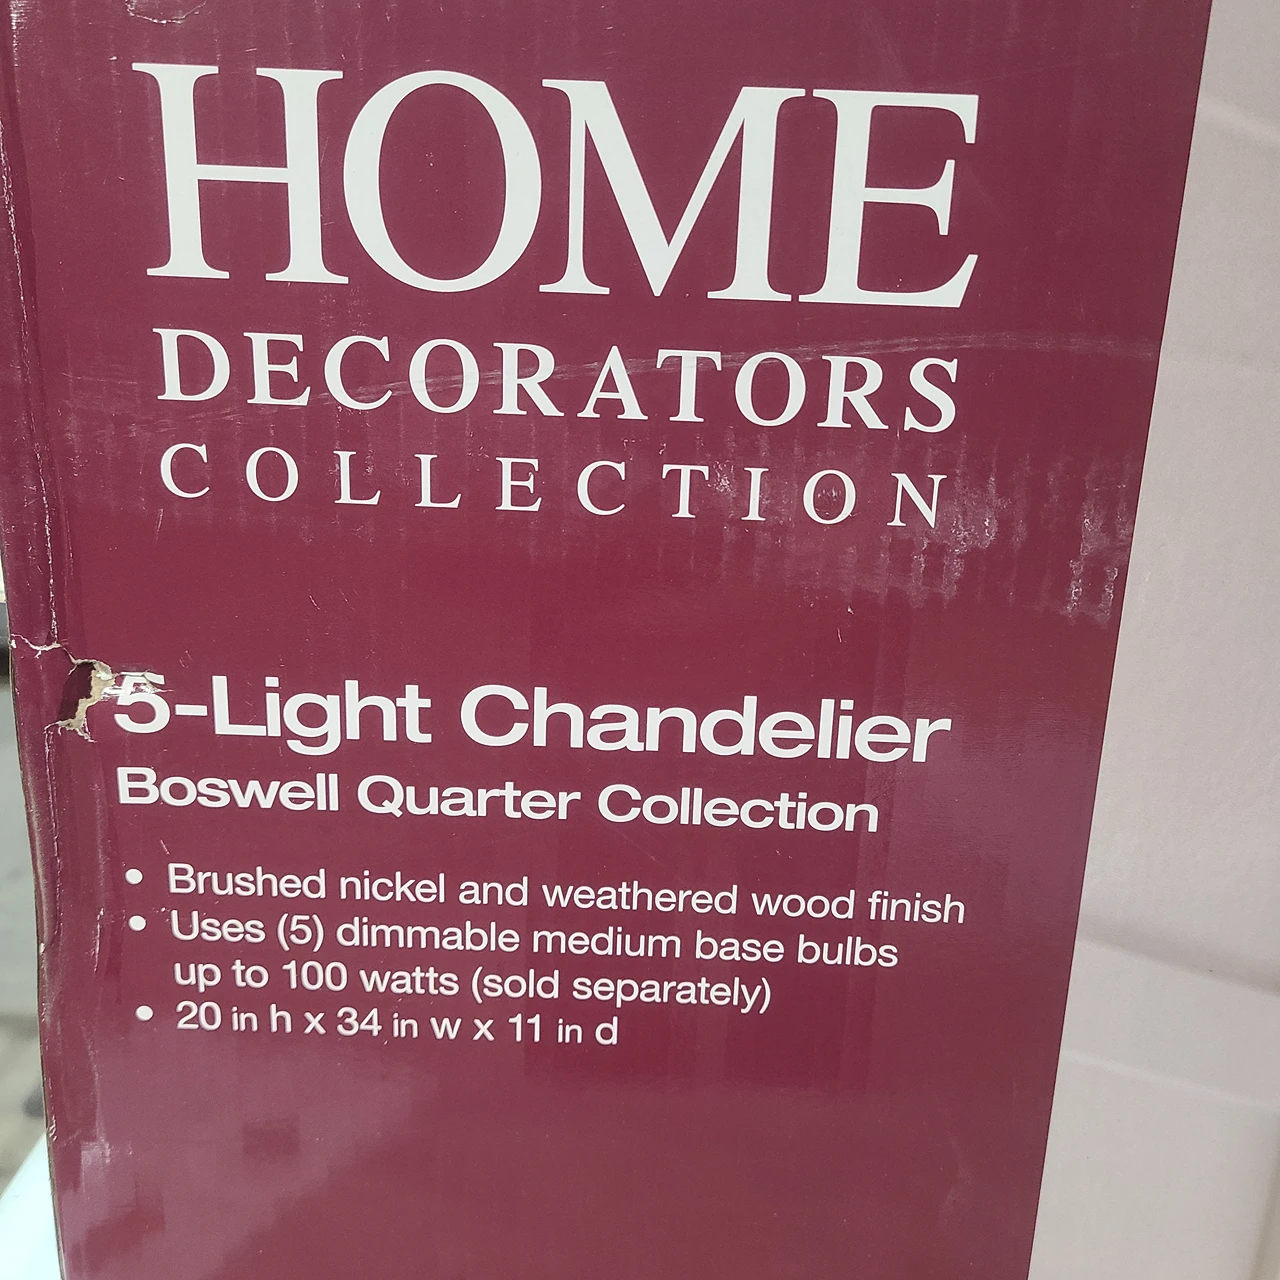 HOME
DECORATORS
COLLECTION
5-Light Chandelier
Boswell Quarter Collection
• Brushed nickel and weathered wood finish
• Uses (5) dimmable medium base bulbs
up to 100 watts (sold separately)
• 20 in h x 34 in w x 11 in d